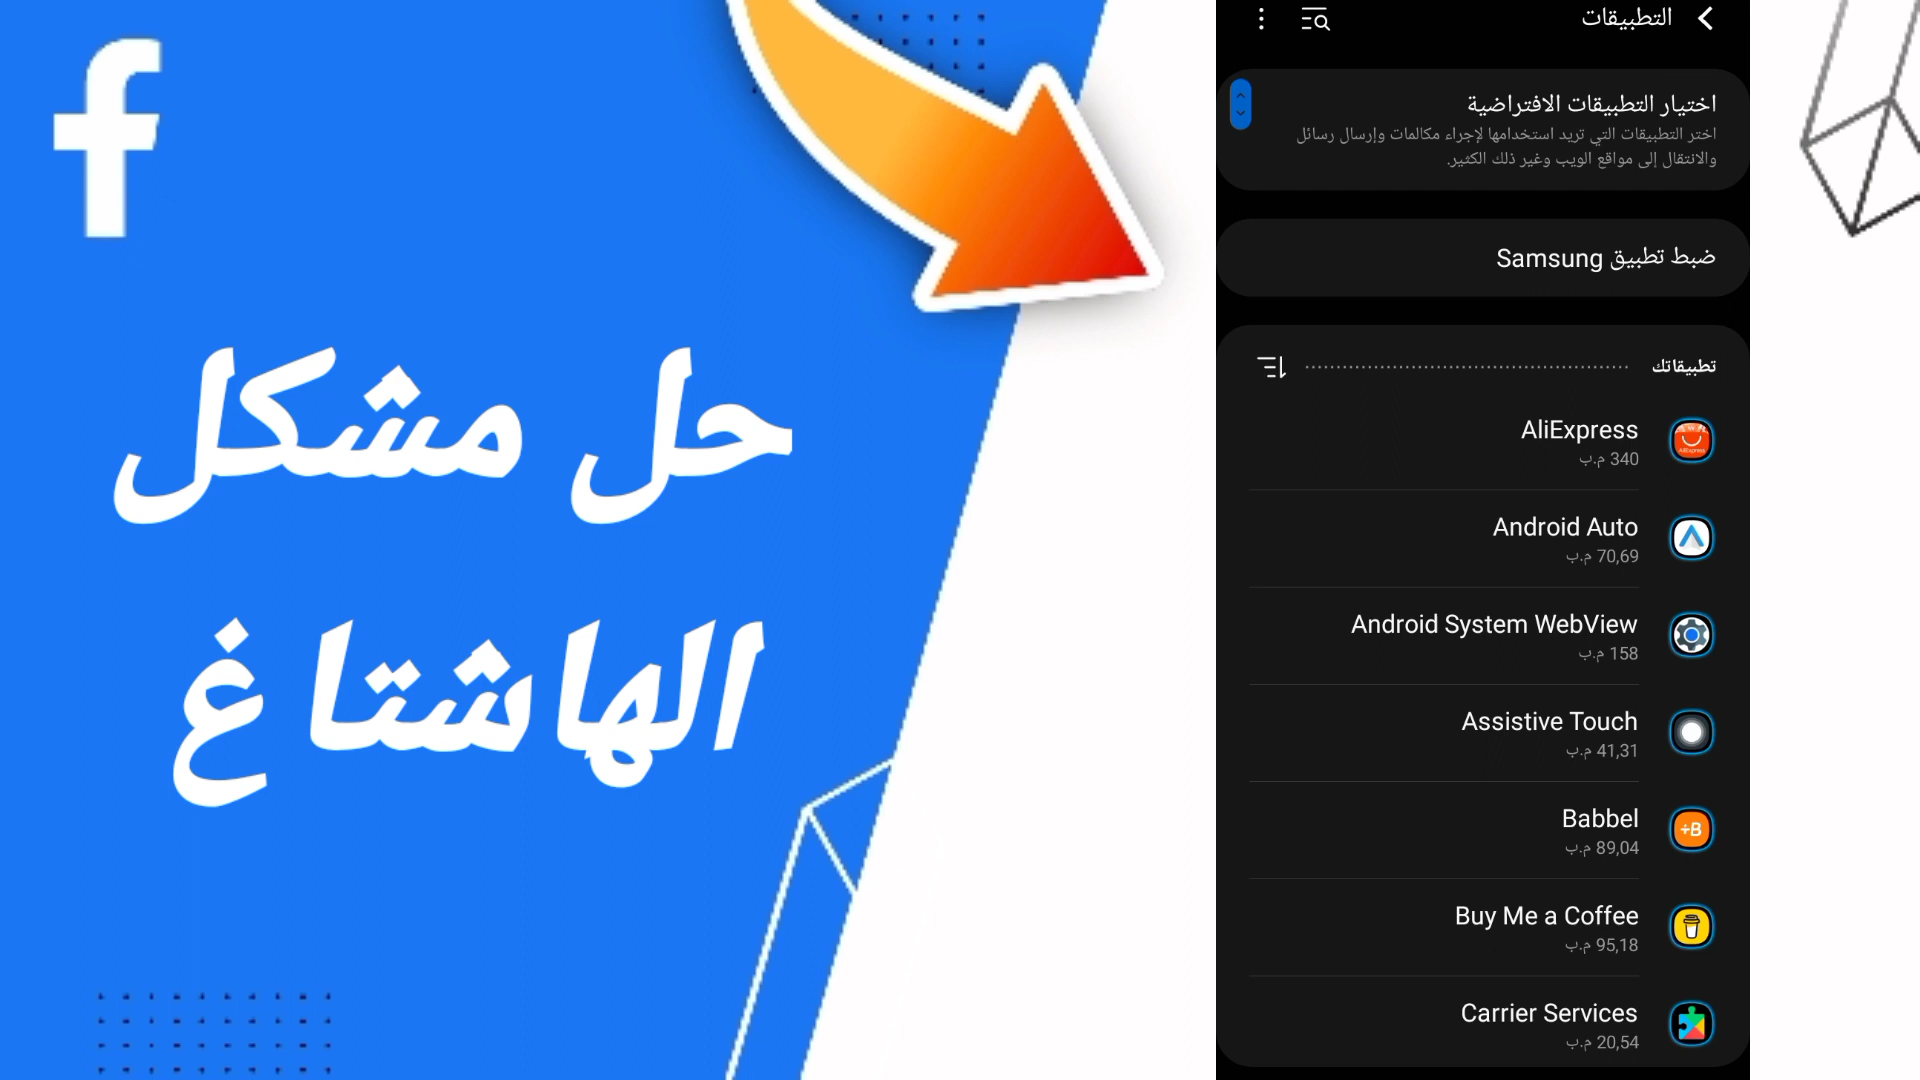 حل مشكل
الهاشتاغ
التطبيقات
اختيار التطبيقات الافتراضية
اختر التطبيقات التي تريد استخدامها لإجراء مكالمات وإرسال رسائل
والانتقال إلى مواقع الويب وغير ذلك الكثير.
ضبط تطبيق Samsung
تطبيقاتك
AliExpress
340 م.ب
Android Auto
70,69 م.ب
Android System WebView
158 م.ب
Assistive Touch
41,31 م.ب
Babbel
+B
89,04 م.ب
Buy Me a Coffee
95,18 م.ب
Carrier Services
20,54 م.ب